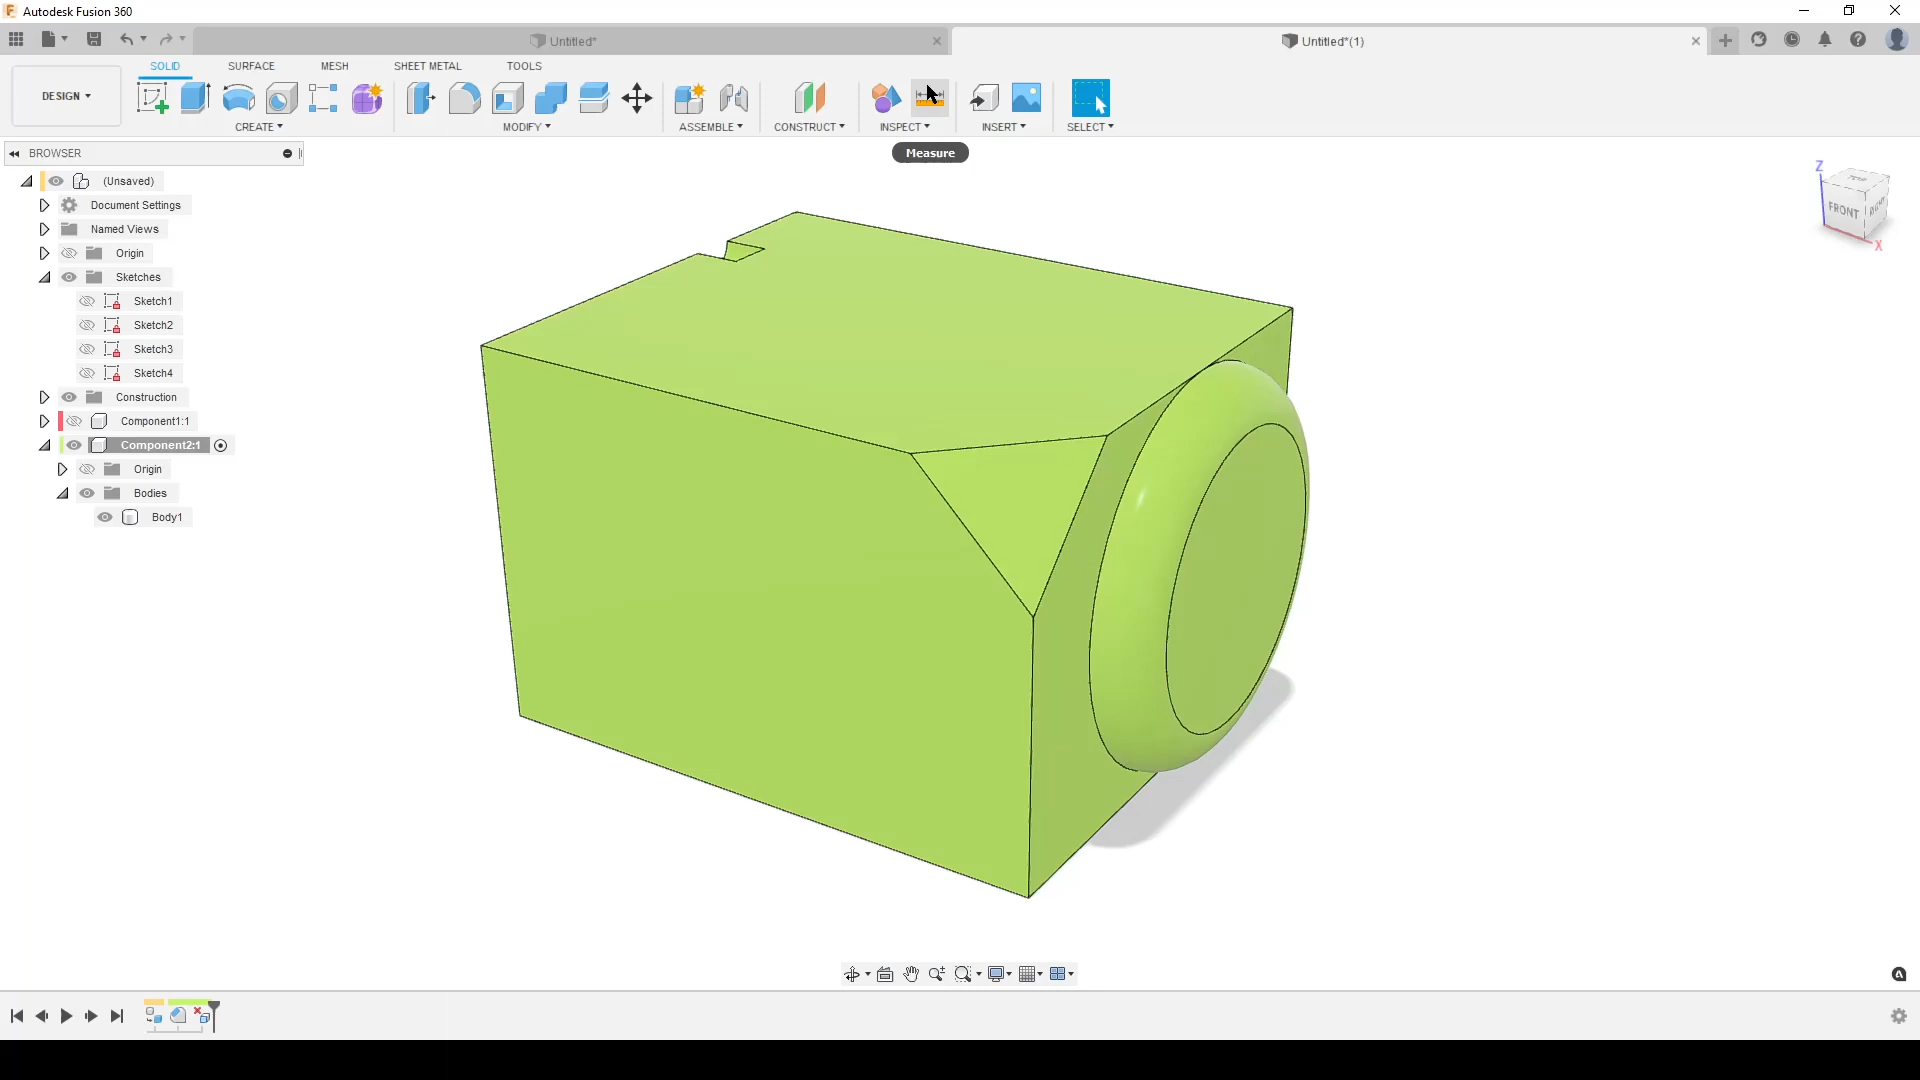 Autodesk Fusion 360
Untitled*
Untitled*(1)
SOLID SURFACE MESH SHEET METAL TOOLS
DESIGN
CREATE MODIFY ASSEMBLE CONSTRUCT INSPECT INSERT SELECT
Measure
BROWSER
(Unsaved)
Document Settings
Named Views
Origin
Sketches
Sketch1
Sketch2
Sketch3
Sketch4
Construction
Component1:1
Component2:1
Origin
Bodies
Body1
Z
TOP
FRONT
RIGHT
X